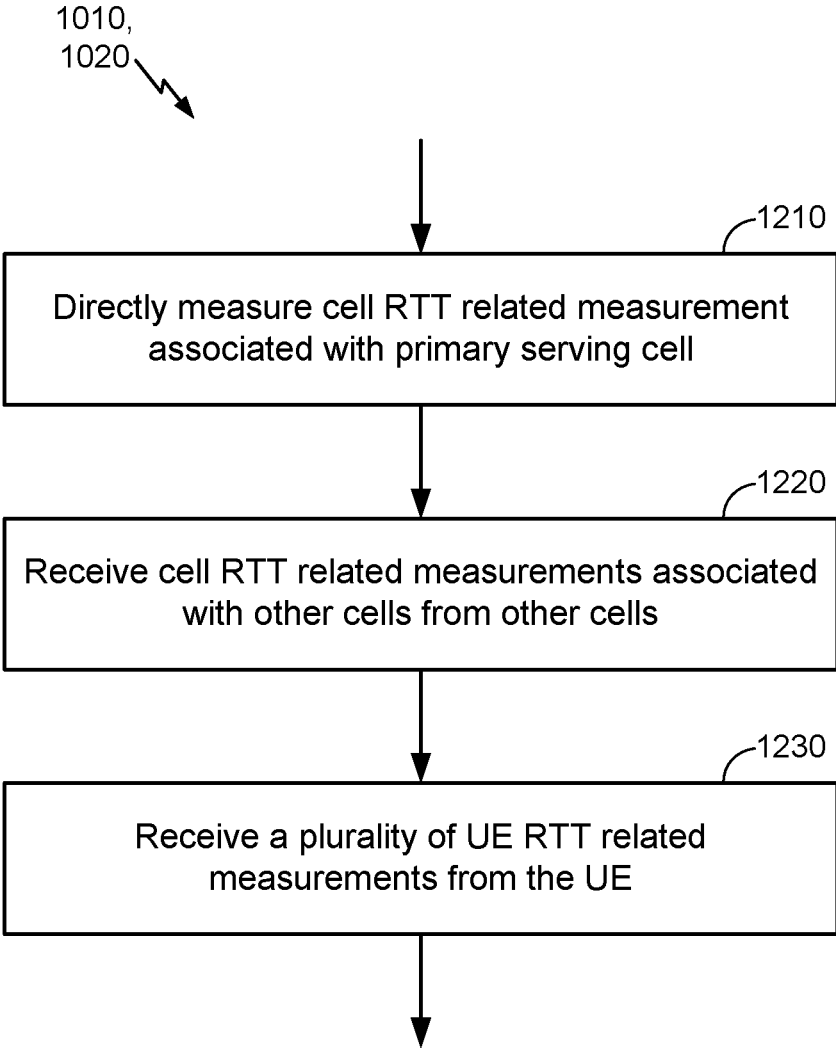 1010,
1020
1210
Directly measure cell RTT related measurement
associated with primary serving cell
1220
Receive cell RTT related measurements associated
with other cells from other cells
1230
Receive a plurality of UE RTT related
measurements from the UE